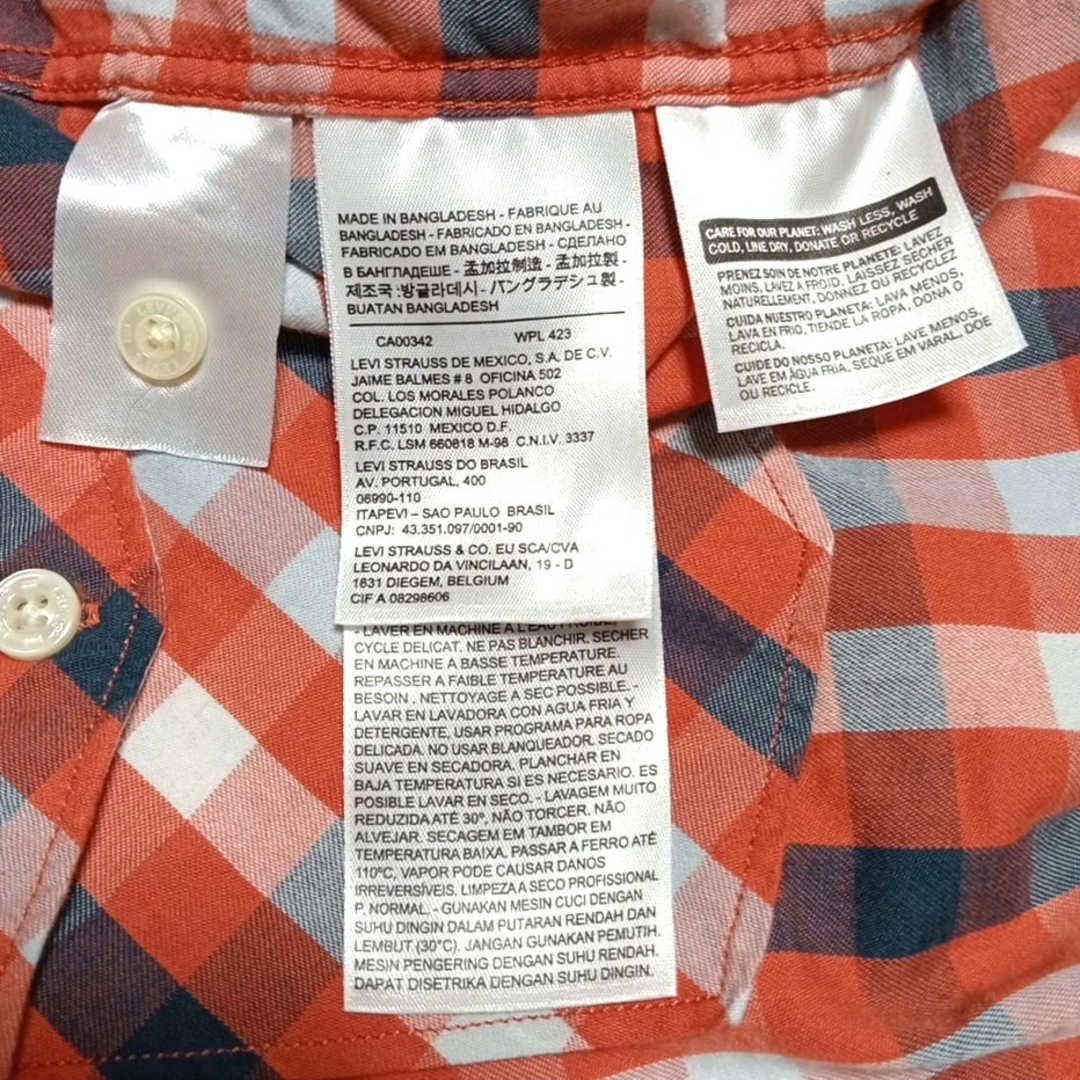 MADE IN BANGLADESH - FABRIQUE AU
BANGLADESH - FABRICADO EN BANGLADESH -
FABRICADO EM BANGLADESH - СДЕЛАНО
В БАНГЛАДЕШЕ - 孟加拉制造 - 孟加拉製 -
제조국 :방글라데시 - バングラデシュ製 -
BUATAN BANGLADESH
CA00342 WPL 423
LEVI STRAUSS DE MEXICO, S.A. DE C.V.
JAIME BALMES # 8 OFICINA 502
COL. LOS MORALES POLANCO
DELEGACION MIGUEL HIDALGO
C.P. 11510 MEXICO D.F.
R.F.C. LSM 660818 M-98 C.N.I.V. 3337
LEVI STRAUSS DO BRASIL
AV. PORTUGAL, 400
06990-110
ITAPEVI – SAO PAULO BRASIL
CNPJ: 43.351.097/0001-90
LEVI STRAUSS & CO. EU SCA/CVA
LEONARDO DA VINCILAAN, 19 - D
1831 DIEGEM, BELGIUM
CIF A 08298606
- LAVER EN MACHINE A L'EAU FROIDE,
CYCLE DELICAT. NE PAS BLANCHIR. SECHER
EN MACHINE A BASSE TEMPERATURE.
REPASSER A FAIBLE TEMPERATURE AU
BESOIN . NETTOYAGE A SEC POSSIBLE. -
LAVAR EN LAVADORA CON AGUA FRIA Y
DETERGENTE, USAR PROGRAMA PARA ROPA
DELICADA. NO USAR BLANQUEADOR. SECADO
SUAVE EN SECADORA. PLANCHAR EN
BAJA TEMPERATURA SI ES NECESARIO. ES
POSIBLE LAVAR EN SECO. - LAVAGEM MUITO
REDUZIDA ATÉ 30º, NÃO TORCER. NÃO
ALVEJAR. SECAGEM EM TAMBOR EM
TEMPERATURA BAIXA. PASSAR A FERRO ATÉ
110ºC, VAPOR PODE CAUSAR DANOS
IRREVERSÍVEIS. LIMPEZA A SECO PROFISSIONAL
P, NORMAL. - GUNAKAN MESIN CUCI DENGAN
SUHU DINGIN DALAM PUTARAN RENDAH DAN
LEMBUT (30°C). JANGAN GUNAKAN PEMUTIH.
MESIN PENGERING DENGAN SUHU RENDAH.
DAPAT DISETRIKA DENGAN SUHU DINGIN.
CARE FOR OUR PLANET: WASH LESS, WASH
COLD, LINE DRY, DONATE OR RECYCLE
PRENEZ SOIN DE NOTRE PLANETE: LAVEZ
MOINS, LAVEZ A FROID, LAISSEZ SECHER
NATURELLEMENT, DONNEZ OU RECYCLEZ
CUIDA NUESTRO PLANETA: LAVA MENOS,
LAVA EN FRIO, TIENDE LA ROPA, DONA O
RECICLA.
CUIDE DO NOSSO PLANETA: LAVE MENOS,
LAVE EM ÁGUA FRIA, SEQUE EM VARAL, DOE
OU RECICLE.